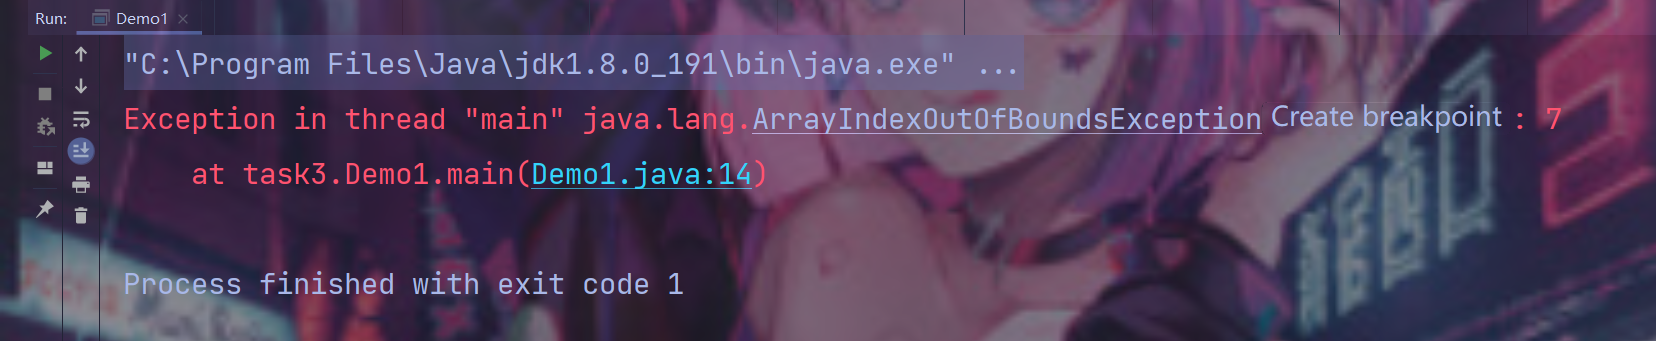 Run: Demo1
"C:\Program Files\Java\jdk1.8.0_191\bin\java.exe" ...
Exception in thread "main" java.lang.ArrayIndexOutOfBoundsException Create breakpoint : 7
at task3.Demo1.main(Demo1.java:14)
Process finished with exit code 1